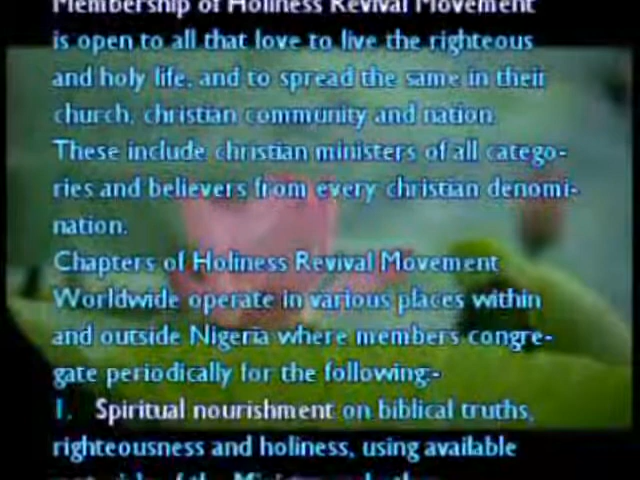 Membership of Holiness Revival Movement
is open to all that love to live the righteous
and holy life, and to spread the same in their
church, christian community and nation.
These include christian ministers of all catego-
ries and believers from every christian denomi-
nation.
Chapters of Holiness Revival Movement
Worldwide operate in various places within
and outside Nigeria where members congre-
gate periodically for the following:-
1. Spiritual nourishment on biblical truths,
righteousness and holiness, using available